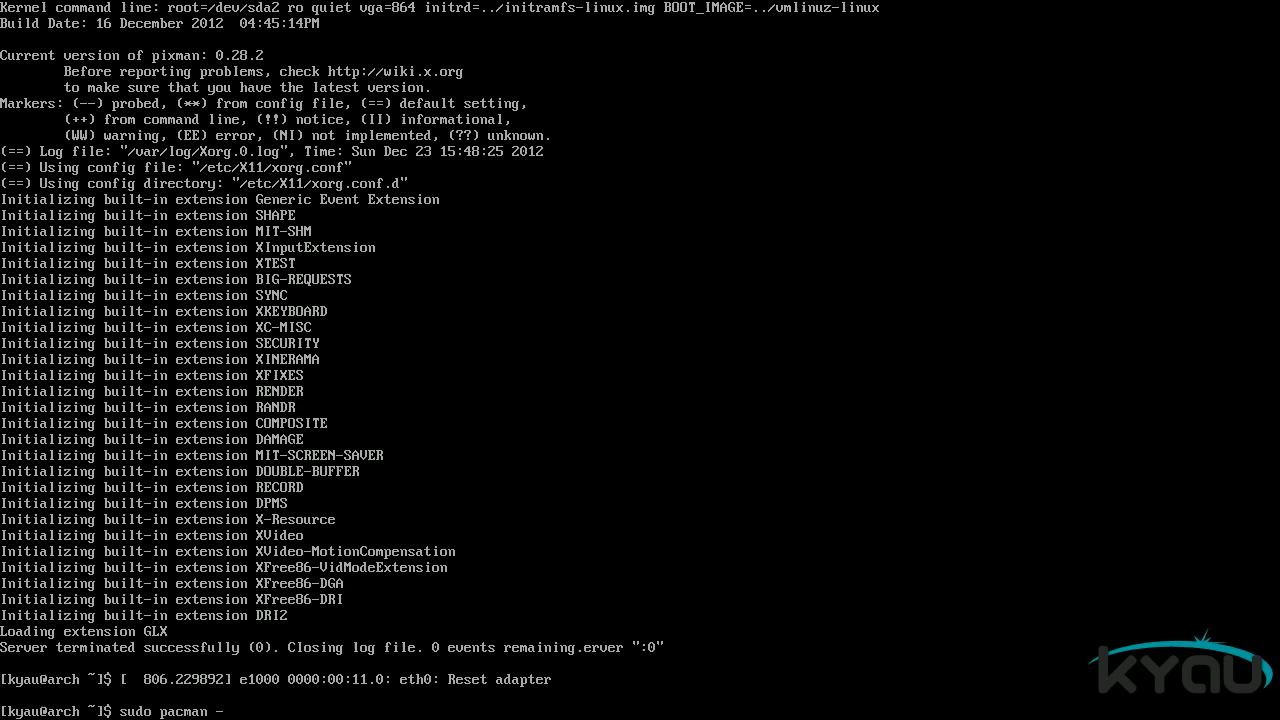 Kernel command line: root=/dev/sda2 ro quiet vga=864 initrd=../initramfs-linux.img BOOT_IMAGE=../vmlinuz-linux
Build Date: 16 December 2012  04:45:14PM
Current version of pixman: 0.28.2
Before reporting problems, check http://wiki.x.org
to make sure that you have the latest version.
Markers: (--) probed, (**) from config file, (==) default setting,
(++) from command line, (!!) notice, (II) informational,
(WW) warning, (EE) error, (NI) not implemented, (??) unknown.
(==) Log file: "/var/log/Xorg.0.log", Time: Sun Dec 23 15:48:25 2012
(==) Using config file: "/etc/X11/xorg.conf"
(==) Using config directory: "/etc/X11/xorg.conf.d"
Initializing built-in extension Generic Event Extension
Initializing built-in extension SHAPE
Initializing built-in extension MIT-SHM
Initializing built-in extension XInputExtension
Initializing built-in extension XTEST
Initializing built-in extension BIG-REQUESTS
Initializing built-in extension SYNC
Initializing built-in extension XKEYBOARD
Initializing built-in extension XC-MISC
Initializing built-in extension SECURITY
Initializing built-in extension XINERAMA
Initializing built-in extension XFIXES
Initializing built-in extension RENDER
Initializing built-in extension RANDR
Initializing built-in extension COMPOSITE
Initializing built-in extension DAMAGE
Initializing built-in extension MIT-SCREEN-SAVER
Initializing built-in extension DOUBLE-BUFFER
Initializing built-in extension RECORD
Initializing built-in extension DPMS
Initializing built-in extension X-Resource
Initializing built-in extension XVideo
Initializing built-in extension XVideo-MotionCompensation
Initializing built-in extension XFree86-VidModeExtension
Initializing built-in extension XFree86-DGA
Initializing built-in extension XFree86-DRI
Initializing built-in extension DRI2
Loading extension GLX
Server terminated successfully (0). Closing log file. 0 events remaining.erver ":0"
[kyau@arch ~]$ [  806.229892] e1000 0000:00:11.0: eth0: Reset adapter
[kyau@arch ~]$ sudo pacman -
kyau